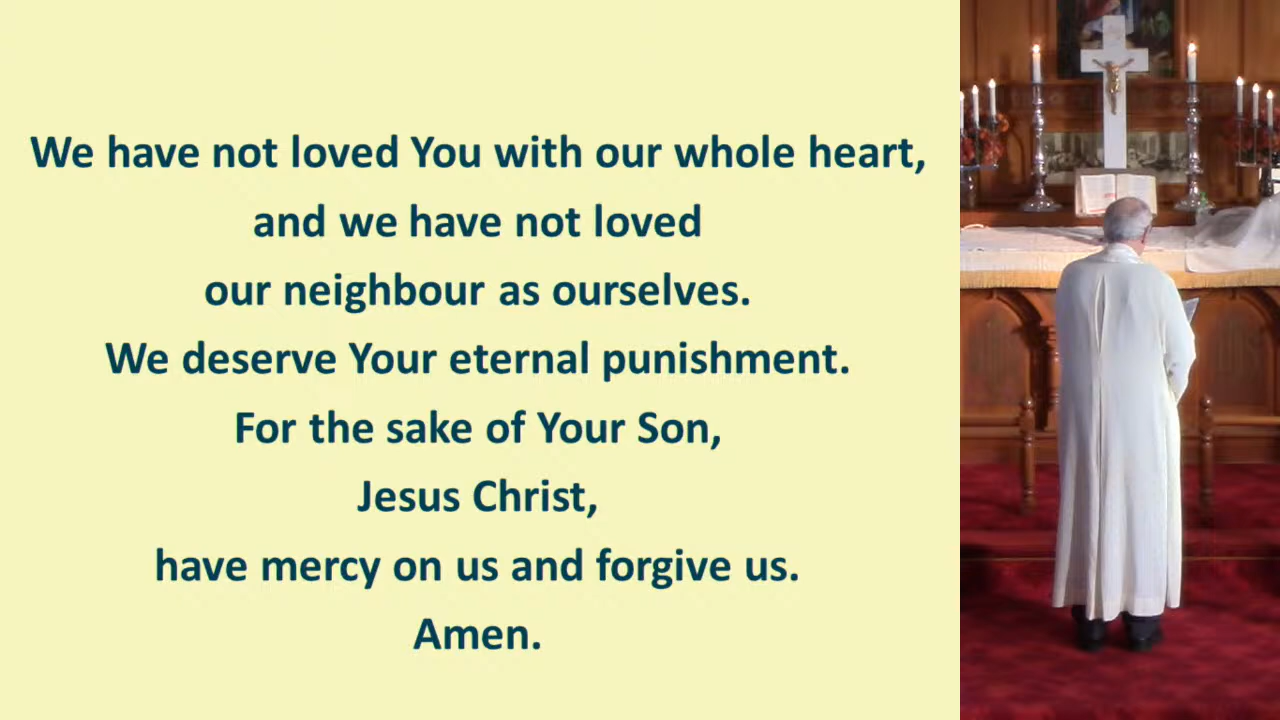 We have not loved You with our whole heart,
and we have not loved
our neighbour as ourselves.
We deserve Your eternal punishment.
For the sake of Your Son,
Jesus Christ,
have mercy on us and forgive us.
Amen.